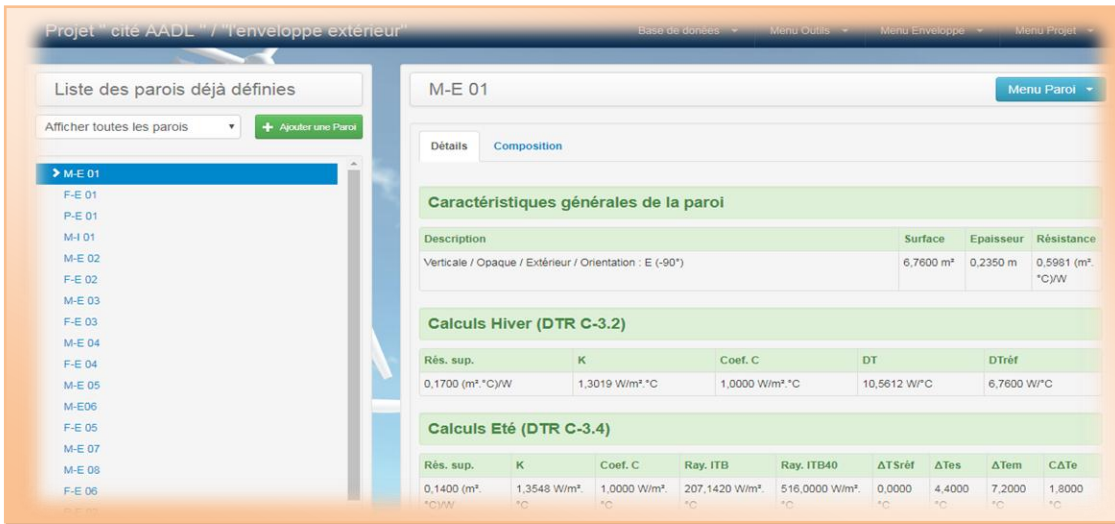 Projet " cité AADL " / "l'enveloppe extérieur"
Base de donées
Menu Outils
Menu Enveloppe
Menu Projet
Liste des parois déjà définies
Afficher toutes les parois
Ajouter une Paroi
M-E 01
F-E 01
P-E 01
M-I 01
M-E 02
F-E 02
M-E 03
F-E 03
M-E 04
F-E 04
M-E 05
M-E06
F-E 05
M-E 07
M-E 08
F-E 06
M-E 01
Menu Paroi
Détails Composition
Caractéristiques générales de la paroi
Description Surface Epaisseur Résistance
Verticale / Opaque / Extérieur / Orientation : E (-90°) 6,7600 m² 0,2350 m 0,5981 (m².
°C)/W
Calculs Hiver (DTR C-3.2)
Rés. sup. K Coef. C DT DTréf
0,1700 (m².°C)/W 1,3019 W/m².°C 1,0000 W/m².°C 10,5612 W/°C 6,7600 W/°C
Calculs Eté (DTR C-3.4)
Rés. sup. K Coef. C Ray. ITB Ray. ITB40 ΔTSréf ΔTes ΔTem CΔTe
0,1400 (m². 1,3548 W/m². 1,0000 W/m². 207,1420 W/m². 516,0000 W/m². 0,0000 4,4000 7,2000 1,8000
°C)/W °C °C °C °C °C °C °C °C